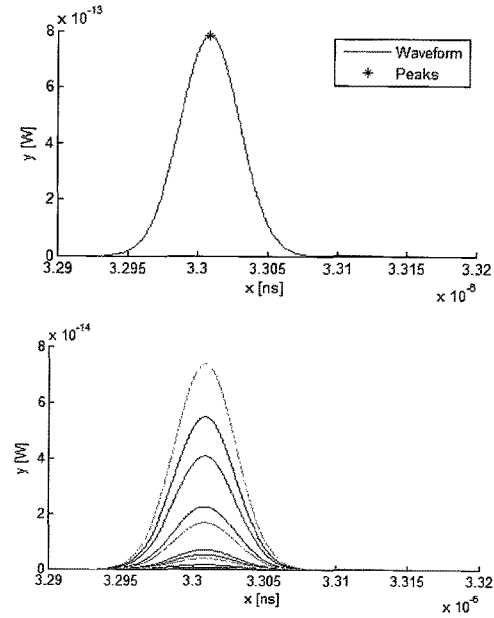 x 10-13
8
6
4
2
0
y [W]
Waveform
Peaks
3.29 3.295 3.3 3.305 3.31 3.315 3.32
x [ns]
x 10-6
x 10-14
8
6
4
2
0
y [W]
3.29 3.295 3.3 3.305 3.31 3.315 3.32
x [ns]
x 10-6